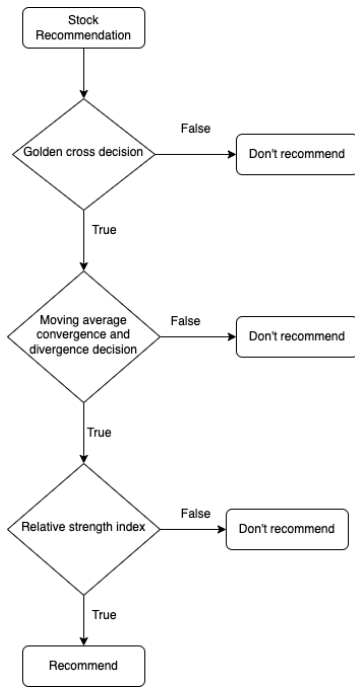 Stock
Recommendation
False
Golden cross decision
Don't recommend
True
Moving average
convergence and
divergence decision
False
Don't recommend
True
Relative strength index
False
Don't recommend
True
Recommend